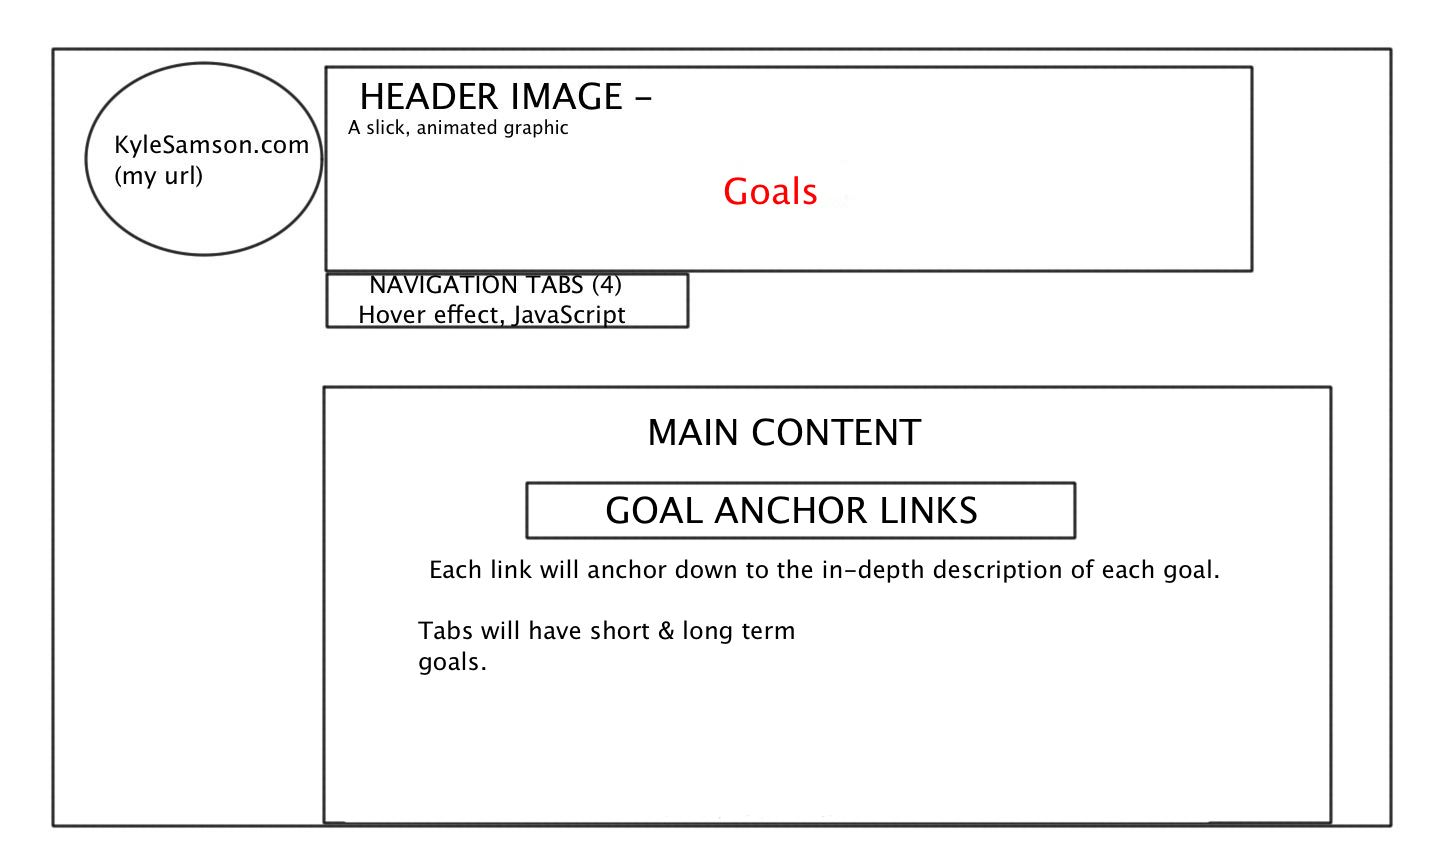 KyleSamson.com
(my url)
HEADER IMAGE –
A slick, animated graphic
Goals
NAVIGATION TABS (4)
Hover effect, JavaScript
MAIN CONTENT
GOAL ANCHOR LINKS
Each link will anchor down to the in–depth description of each goal.
Tabs will have short & long term
goals.